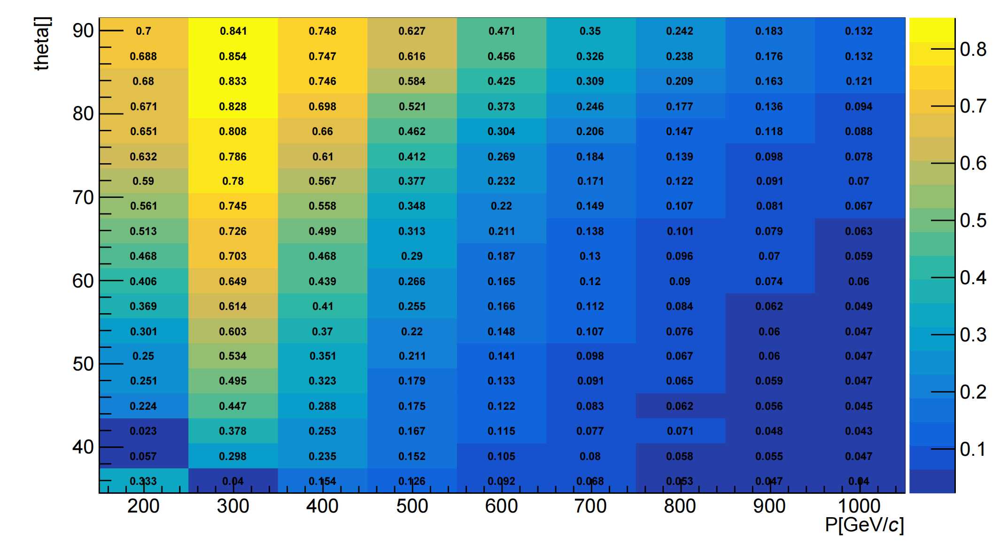 theta[]
90 0.7 0.841 0.748 0.627 0.471 0.35 0.242 0.183 0.132
0.8
0.688 0.854 0.747 0.616 0.456 0.326 0.238 0.176 0.132
0.68 0.833 0.746 0.584 0.425 0.309 0.209 0.163 0.121
0.671 0.828 0.698 0.521 0.373 0.246 0.177 0.136 0.094
0.7
80
0.651 0.808 0.66 0.462 0.304 0.206 0.147 0.118 0.088
0.632 0.786 0.61 0.412 0.269 0.184 0.139 0.098 0.078
0.6
0.59 0.78 0.567 0.377 0.232 0.171 0.122 0.091 0.07
70
0.561 0.745 0.558 0.348 0.22 0.149 0.107 0.081 0.067
0.5
0.513 0.726 0.499 0.313 0.211 0.138 0.101 0.079 0.063
0.468 0.703 0.468 0.29 0.187 0.13 0.096 0.07 0.059
60 0.406 0.649 0.439 0.266 0.165 0.12 0.09 0.074 0.06
0.4
0.369 0.614 0.41 0.255 0.166 0.112 0.084 0.062 0.049
0.301 0.603 0.37 0.22 0.148 0.107 0.076 0.06 0.047
0.3
0.25 0.534 0.351 0.211 0.141 0.098 0.067 0.06 0.047
50
0.251 0.495 0.323 0.179 0.133 0.091 0.065 0.059 0.047
0.2
0.224 0.447 0.288 0.175 0.122 0.083 0.062 0.056 0.045
0.023 0.378 0.253 0.167 0.115 0.077 0.071 0.048 0.043
40
0.1
0.057 0.298 0.235 0.152 0.105 0.08 0.058 0.055 0.047
0.333 0.04 0.154 0.126 0.092 0.068 0.053 0.047 0.04
200 300 400 500 600 700 800 900 1000
P[GeV/c]